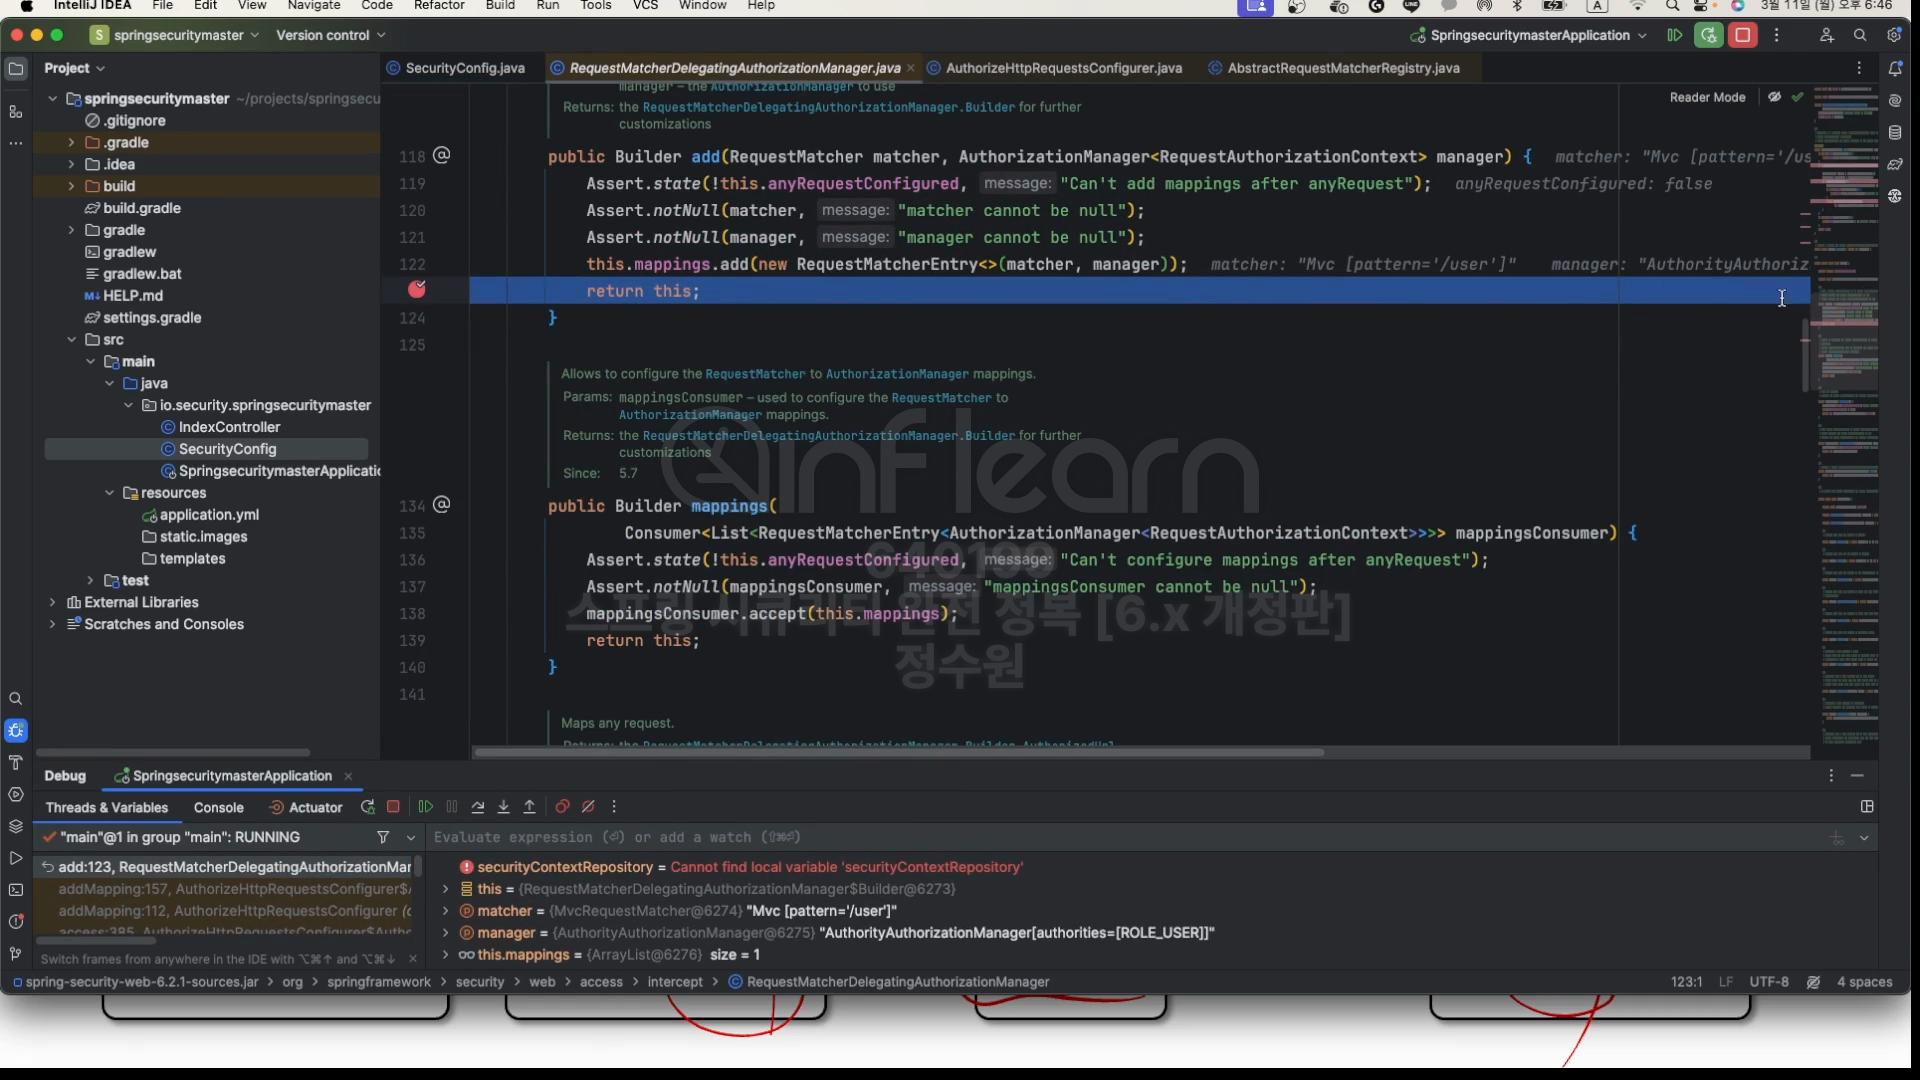 IntelliJ IDEA File Edit View Navigate Code Refactor Build Run Tools VCS Window Help A 3월 11일 (월) 오후 6:46
S springsecuritymaster Version control SpringsecuritymasterApplication
Project SecurityConfig.java RequestMatcherDelegatingAuthorizationManager.java AuthorizeHttpRequestsConfigurer.java AbstractRequestMatcherRegistry.java
Reader Mode
springsecuritymaster ~/projects/springsecu
.gitignore
.gradle
.idea
build
build.gradle
gradle
gradlew
gradlew.bat
M↓ HELP.md
settings.gradle
src
main
java
io.security.springsecuritymaster
IndexController
SecurityConfig
SpringsecuritymasterApplicatio
resources
application.yml
static.images
templates
test
External Libraries
Scratches and Consoles
manager – the AuthorizationManager to use
Returns: the RequestMatcherDelegatingAuthorizationManager.Builder for further
customizations
118 @ public Builder add(RequestMatcher matcher, AuthorizationManager<RequestAuthorizationContext> manager) { matcher: "Mvc [pattern='/us
119 Assert.state(!this.anyRequestConfigured, message: "Can't add mappings after anyRequest"); anyRequestConfigured: false
120 Assert.notNull(matcher, message: "matcher cannot be null");
121 Assert.notNull(manager, message: "manager cannot be null");
122 this.mappings.add(new RequestMatcherEntry<>(matcher, manager)); matcher: "Mvc [pattern='/user']" manager: "AuthorityAuthoriz
return this;
124 }
125
Allows to configure the RequestMatcher to AuthorizationManager mappings.
Params: mappingsConsumer – used to configure the RequestMatcher to
AuthorizationManager mappings.
Returns: the RequestMatcherDelegatingAuthorizationManager.Builder for further
customizations
Since: 5.7
134 @ public Builder mappings(
135 Consumer<List<RequestMatcherEntry<AuthorizationManager<RequestAuthorizationContext>>>> mappingsConsumer) {
136 Assert.state(!this.anyRequestConfigured, message: "Can't configure mappings after anyRequest");
137 Assert.notNull(mappingsConsumer, message: "mappingsConsumer cannot be null");
138 mappingsConsumer.accept(this.mappings);
139 return this;
140 }
141
Maps any request.
Returns: the RequestMatcherDelegatingAuthorizationManager.Builder.AuthorizedUrl
inflearn
640199
스프링 시큐리티 완전 정복 [6.x 개정판]
정수원
Debug SpringsecuritymasterApplication
Threads & Variables Console Actuator
"main"@1 in group "main": RUNNING
Evaluate expression (⏎) or add a watch (⇧⌘⏎)
add:123, RequestMatcherDelegatingAuthorizationMar
addMapping:157, AuthorizeHttpRequestsConfigurer$A
addMapping:112, AuthorizeHttpRequestsConfigurer (c
access:385, AuthorizeHttpRequestsConfigurer$Autho
Switch frames from anywhere in the IDE with ⌥⌘↑ and ⌥⌘↓
securityContextRepository = Cannot find local variable 'securityContextRepository'
this = {RequestMatcherDelegatingAuthorizationManager$Builder@6273}
matcher = {MvcRequestMatcher@6274} "Mvc [pattern='/user']"
manager = {AuthorityAuthorizationManager@6275} "AuthorityAuthorizationManager[authorities=[ROLE_USER]]"
this.mappings = {ArrayList@6276} size = 1
spring-security-web-6.2.1-sources.jar > org > springframework > security > web > access > intercept > RequestMatcherDelegatingAuthorizationManager 123:1 LF UTF-8 4 spaces